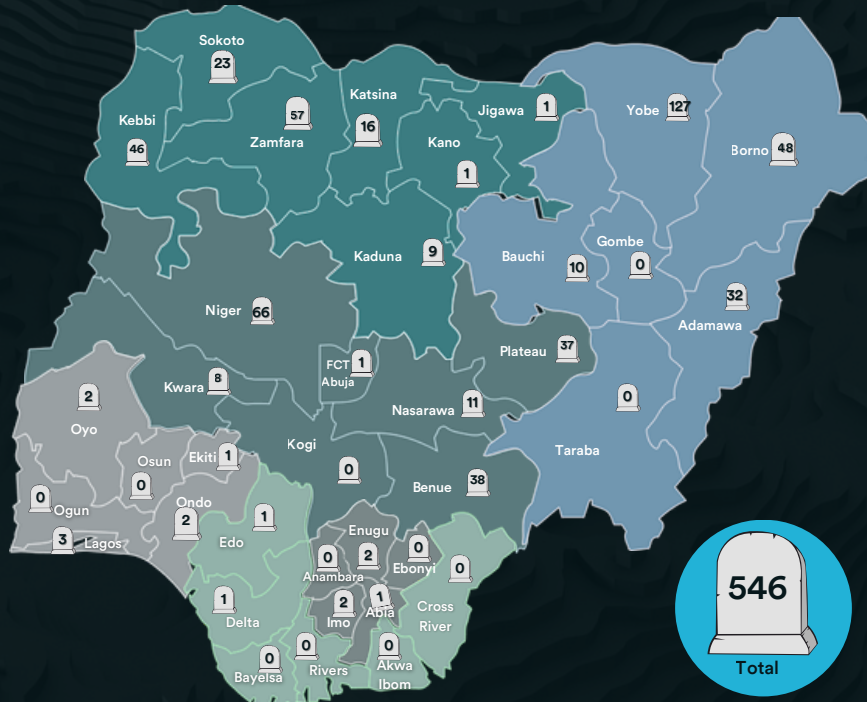 Sokoto
23
Kebbi
46
Zamfara
57
Katsina
16
Kano
1
Jigawa
1
Yobe
127
Borno
48
Kaduna
9
Bauchi
10
Gombe
0
Adamawa
32
Niger
66
FCT
Abuja
1
Plateau
37
Kwara
8
Nasarawa
11
Taraba
0
Oyo
2
Kogi
0
Benue
38
Osun
0
Ekiti
1
Ogun
0
Ondo
2
Lagos
3
Edo
1
Enugu
2
Anambara
0
Ebonyi
0
Cross
River
0
Delta
1
Imo
2
Abia
1
Bayelsa
0
Rivers
0
Akwa
Ibom
0
546
Total